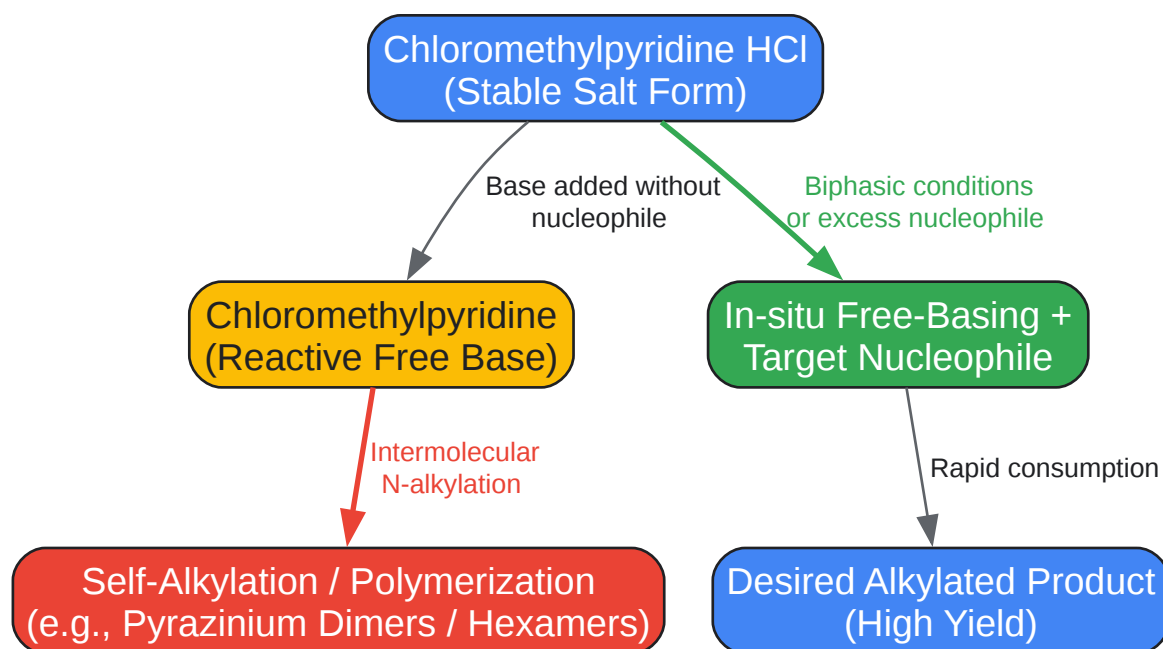 Chloromethylpyridine HCl
(Stable Salt Form)
Base added without
nucleophile
Biphasic conditions
or excess nucleophile
Chloromethylpyridine
(Reactive Free Base)
In-situ Free-Basing +
Target Nucleophile
Intermolecular
N-alkylation
Rapid consumption
Self-Alkylation / Polymerization
(e.g., Pyrazinium Dimers / Hexamers)
Desired Alkylated Product
(High Yield)